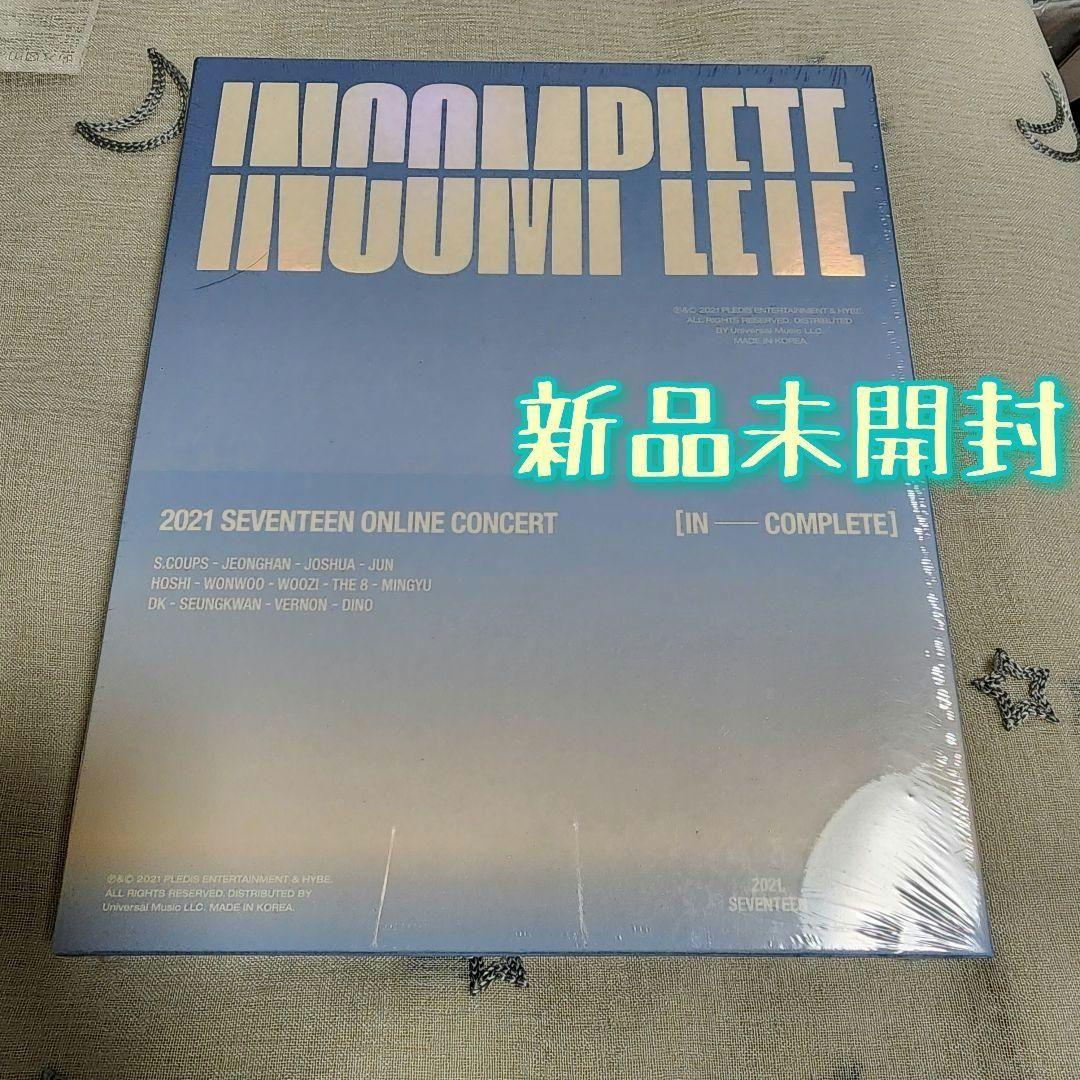 INCOMPLETE
INCOMPLETE
℗&© 2021 PLEDIS ENTERTAINMENT & HYBE.
ALL RIGHTS RESERVED. DISTRIBUTED
BY Universal Music LLC.
MADE IN KOREA.
新品未開封
2021 SEVENTEEN ONLINE CONCERT [IN — COMPLETE]
S.COUPS - JEONGHAN - JOSHUA - JUN
HOSHI - WONWOO - WOOZI - THE 8 - MINGYU
DK - SEUNGKWAN - VERNON - DINO
℗&© 2021 PLEDIS ENTERTAINMENT & HYBE.
ALL RIGHTS RESERVED. DISTRIBUTED BY
Universal Music LLC. MADE IN KOREA.
2021
SEVENTEEN